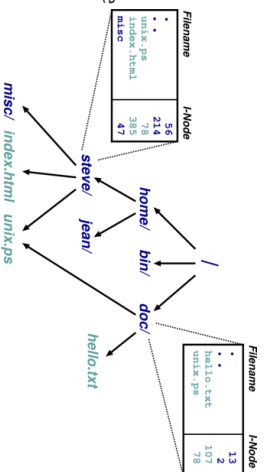 Filename I-Node
. 56
. . 214
unix.ps 78
index.html 385
misc 47
Filename I-Node
. 13
. . 2
hello.txt 107
unix.ps 78
/
home/ bin/ doc/
steve/ jean/ hello.txt
misc/ index.html unix.ps